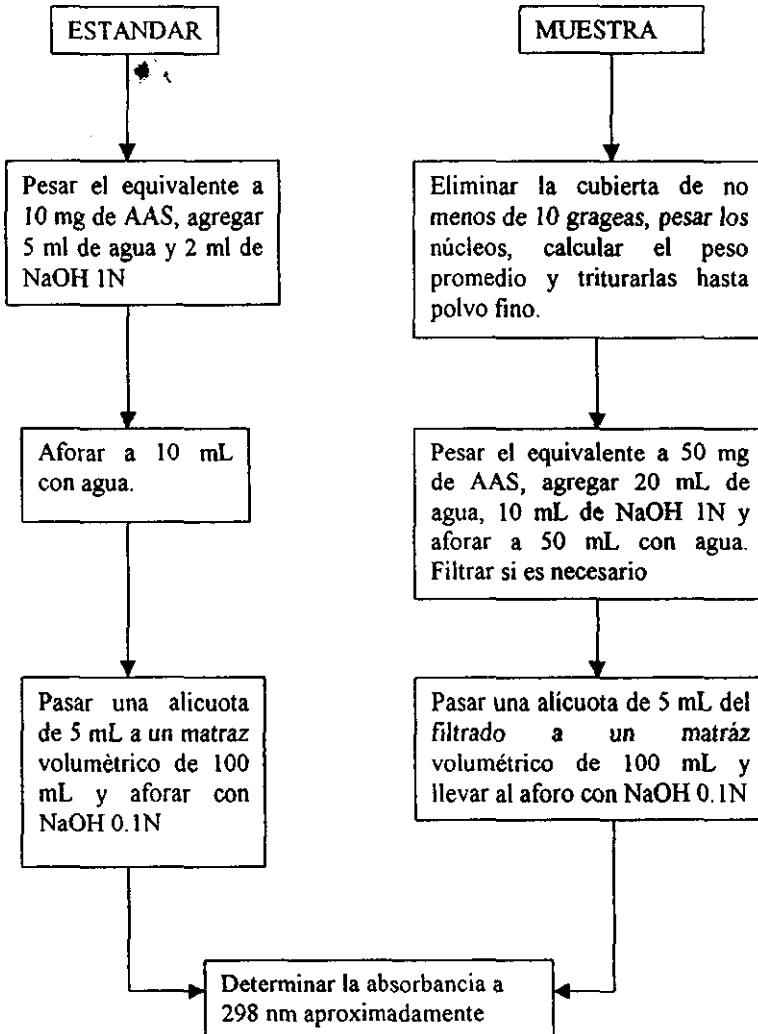 ESTANDAR
Pesar el equivalente a
10 mg de AAS, agregar
5 ml de agua y 2 ml de
NaOH 1N
Aforar a 10 mL
con agua.
Pasar una alicuota
de 5 mL a un matraz
volumètrico de 100
mL y aforar con
NaOH 0.1N
MUESTRA
Eliminar la cubierta de no
menos de 10 grageas, pesar los
núcleos, calcular el peso
promedio y triturarlas hasta
polvo fino.
Pesar el equivalente a 50 mg
de AAS, agregar 20 mL de
agua, 10 mL de NaOH 1N y
aforar a 50 mL con agua.
Filtrar si es necesario
Pasar una alícuota de 5 mL del
filtrado a un matráz
volumétrico de 100 mL y
llevar al aforo con NaOH 0.1N
Determinar la absorbancia a
298 nm aproximadamente